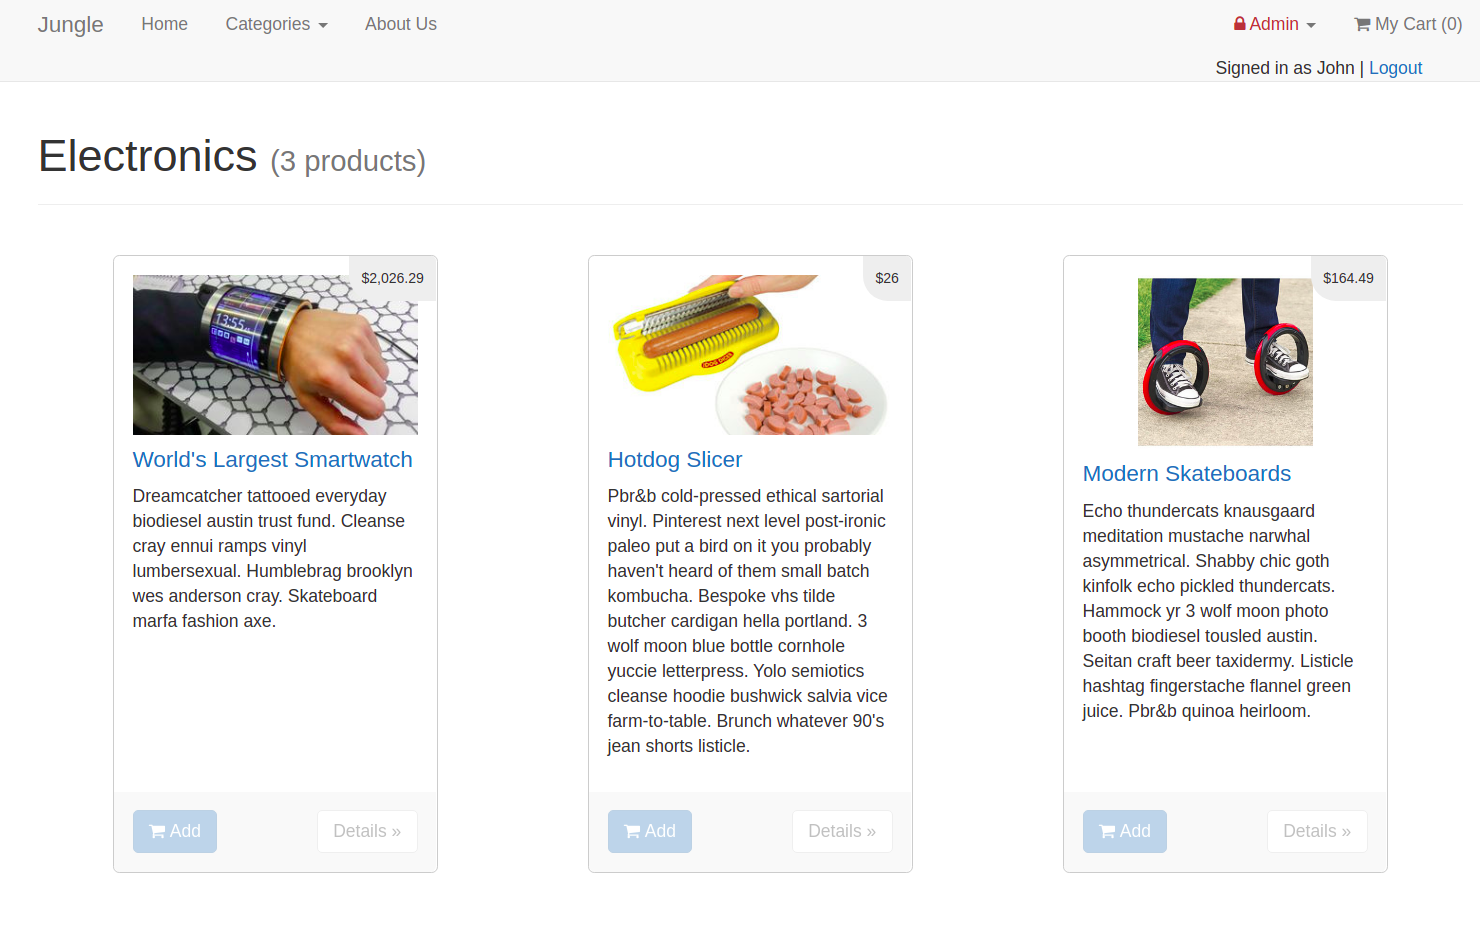 Jungle Home Categories About Us Admin My Cart (0)
Signed in as John | Logout
Electronics (3 products)
$2,026.29
13:55
World's Largest Smartwatch
Dreamcatcher tattooed everyday
biodiesel austin trust fund. Cleanse
cray ennui ramps vinyl
lumbersexual. Humblebrag brooklyn
wes anderson cray. Skateboard
marfa fashion axe.
Add Details »
$26
Hotdog Slicer
Pbr&b cold-pressed ethical sartorial
vinyl. Pinterest next level post-ironic
paleo put a bird on it you probably
haven't heard of them small batch
kombucha. Bespoke vhs tilde
butcher cardigan hella portland. 3
wolf moon blue bottle cornhole
yuccie letterpress. Yolo semiotics
cleanse hoodie bushwick salvia vice
farm-to-table. Brunch whatever 90's
jean shorts listicle.
Add Details »
$164.49
Modern Skateboards
Echo thundercats knausgaard
meditation mustache narwhal
asymmetrical. Shabby chic goth
kinfolk echo pickled thundercats.
Hammock yr 3 wolf moon photo
booth biodiesel tousled austin.
Seitan craft beer taxidermy. Listicle
hashtag fingerstache flannel green
juice. Pbr&b quinoa heirloom.
Add Details »